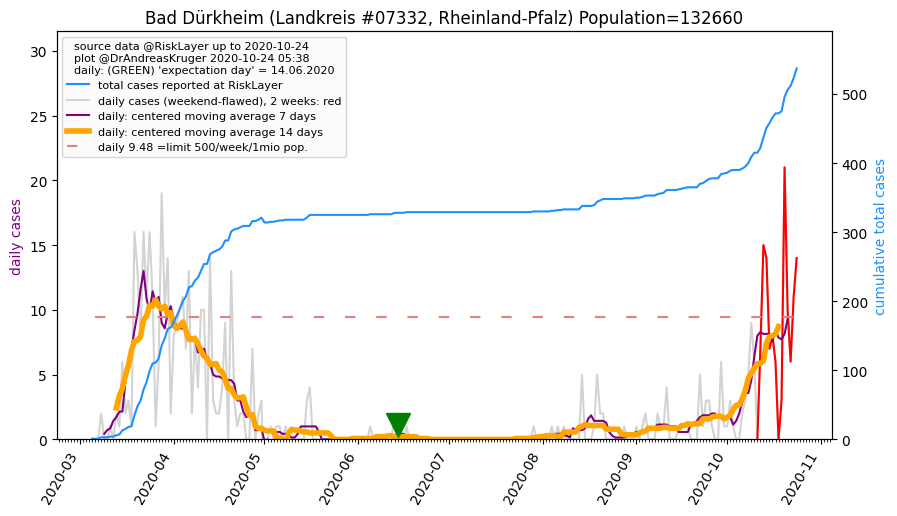 Bad Dürkheim (Landkreis #07332, Rheinland-Pfalz) Population=132660
source data @RiskLayer up to 2020-10-24
plot @DrAndreasKruger 2020-10-24 05:38
daily: (GREEN) 'expectation day' = 14.06.2020
total cases reported at RiskLayer
daily cases (weekend-flawed), 2 weeks: red
daily: centered moving average 7 days
daily: centered moving average 14 days
daily 9.48 =limit 500/week/1mio pop.
daily cases
30
25
20
15
10
5
0
cumulative total cases
500
400
300
200
100
0
2020-03
2020-04
2020-05
2020-06
2020-07
2020-08
2020-09
2020-10
2020-11